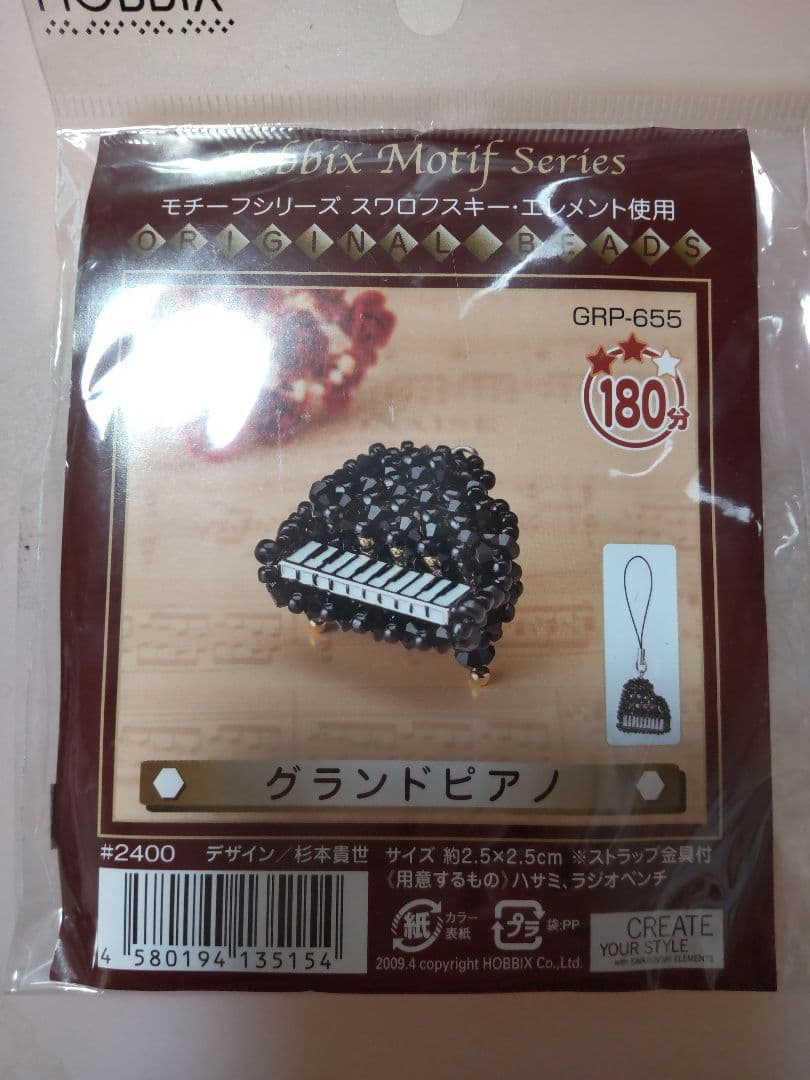 HOBBIX
Hobbix Motif Series
モチーフシリーズ スワロフスキー・エレメント使用
ORIGINAL BEADS
GRP-655
180分
グランドピアノ
#2400 デザイン／杉本貴世 サイズ 約2.5×2.5cm ※ストラップ金具付
《用意するもの》ハサミ、ラジオペンチ
紙 カラー表紙 プラ 袋:PP
CREATE
YOUR STYLE
with SWAROVSKI ELEMENTS
4 580194 135154
2009.4 copyright HOBBIX Co.,Ltd.